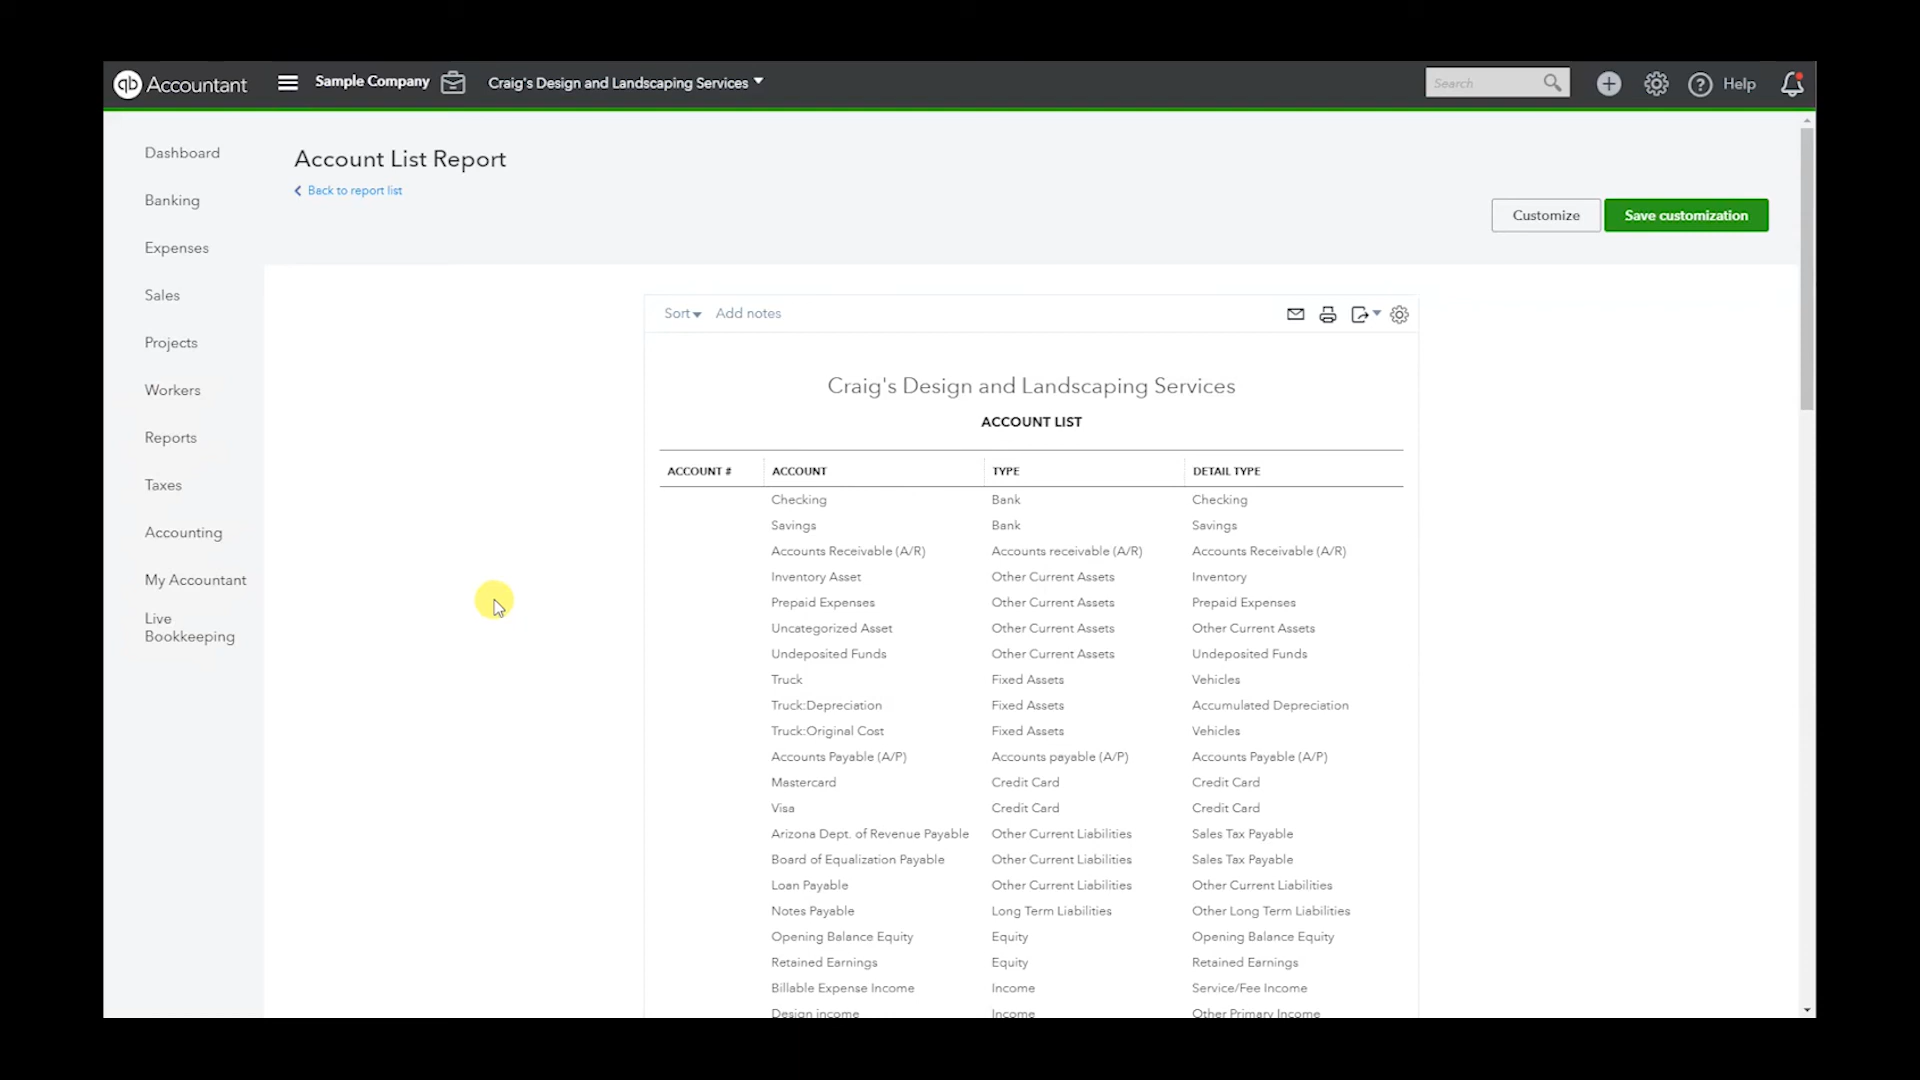 qb Accountant Sample Company Craig's Design and Landscaping Services Search Help
Dashboard
Banking
Expenses
Sales
Projects
Workers
Reports
Taxes
Accounting
My Accountant
Live
Bookkeeping
Account List Report
Back to report list
Customize Save customization
Sort Add notes
Craig's Design and Landscaping Services
ACCOUNT LIST
ACCOUNT # ACCOUNT TYPE DETAIL TYPE
Checking Bank Checking
Savings Bank Savings
Accounts Receivable (A/R) Accounts receivable (A/R) Accounts Receivable (A/R)
Inventory Asset Other Current Assets Inventory
Prepaid Expenses Other Current Assets Prepaid Expenses
Uncategorized Asset Other Current Assets Other Current Assets
Undeposited Funds Other Current Assets Undeposited Funds
Truck Fixed Assets Vehicles
Truck:Depreciation Fixed Assets Accumulated Depreciation
Truck:Original Cost Fixed Assets Vehicles
Accounts Payable (A/P) Accounts payable (A/P) Accounts Payable (A/P)
Mastercard Credit Card Credit Card
Visa Credit Card Credit Card
Arizona Dept. of Revenue Payable Other Current Liabilities Sales Tax Payable
Board of Equalization Payable Other Current Liabilities Sales Tax Payable
Loan Payable Other Current Liabilities Other Current Liabilities
Notes Payable Long Term Liabilities Other Long Term Liabilities
Opening Balance Equity Equity Opening Balance Equity
Retained Earnings Equity Retained Earnings
Billable Expense Income Income Service/Fee Income
Design income Income Other Primary Income